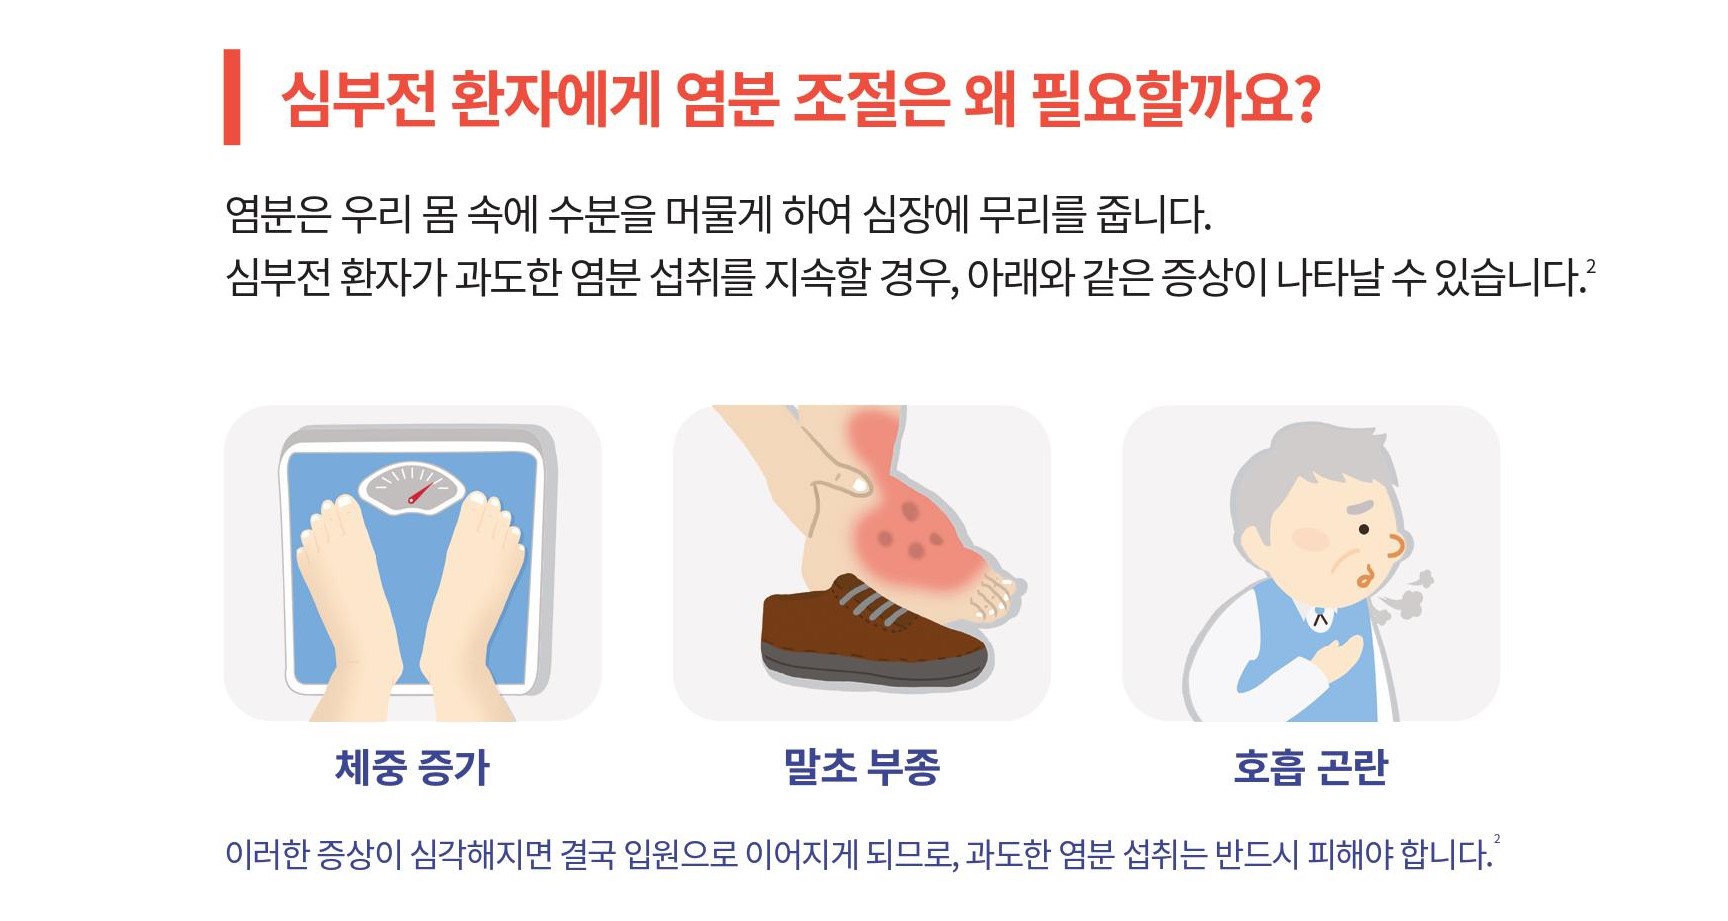 심부전 환자에게 염분 조절은 왜 필요할까요?
염분은 우리 몸 속에 수분을 머물게 하여 심장에 무리를 줍니다.
심부전 환자가 과도한 염분 섭취를 지속할 경우, 아래와 같은 증상이 나타날 수 있습니다.²
체중 증가
말초 부종
호흡 곤란
이러한 증상이 심각해지면 결국 입원으로 이어지게 되므로, 과도한 염분 섭취는 반드시 피해야 합니다.²